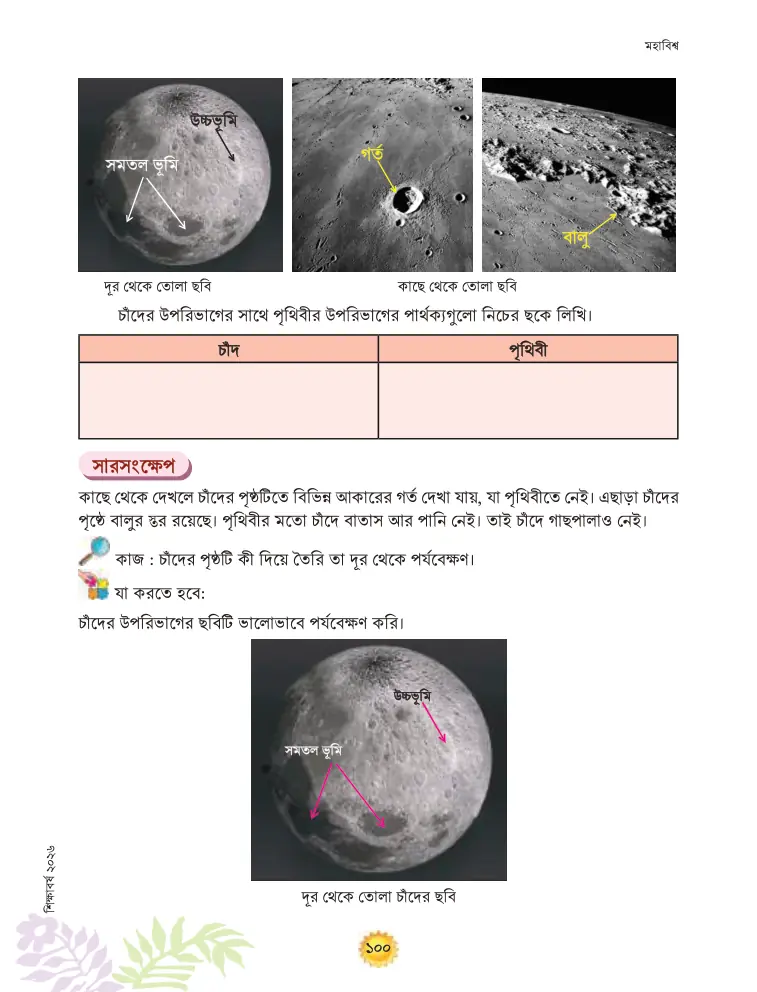 মহাবিশ্ব
উচ্চভূমি
সমতল ভূমি
গর্ত
বালু
দূর থেকে তোলা ছবি
কাছে থেকে তোলা ছবি
চাঁদের উপরিভাগের সাথে পৃথিবীর উপরিভাগের পার্থক্যগুলো নিচের ছকে লিখি।
চাঁদ
পৃথিবী
সারসংক্ষেপ
কাছে থেকে দেখলে চাঁদের পৃষ্ঠটিতে বিভিন্ন আকারের গর্ত দেখা যায়, যা পৃথিবীতে নেই। এছাড়া চাঁদের
পৃষ্ঠে বালুর স্তর রয়েছে। পৃথিবীর মতো চাঁদে বাতাস আর পানি নেই। তাই চাঁদে গাছপালাও নেই।
কাজ : চাঁদের পৃষ্ঠটি কী দিয়ে তৈরি তা দূর থেকে পর্যবেক্ষণ।
যা করতে হবে:
চাঁদের উপরিভাগের ছবিটি ভালোভাবে পর্যবেক্ষণ করি।
উচ্চভূমি
সমতল ভূমি
দূর থেকে তোলা চাঁদের ছবি
শিক্ষাবর্ষ ২০২৬
১০০